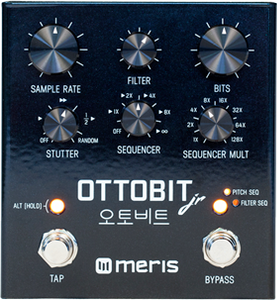 SAMPLE RATE
FILTER
BITS
▶▶
1/2
OFF
RANDOM
STUTTER
1X
2X
4X
8X
OFF
∞
SEQUENCER
8X
16X
4X
32X
2X
64X
1X
128X
SEQUENCER MULT
OTTOBIT jr
오토비트
ALT [HOLD]
PITCH SEQ
FILTER SEQ
TAP
meris
BYPASS